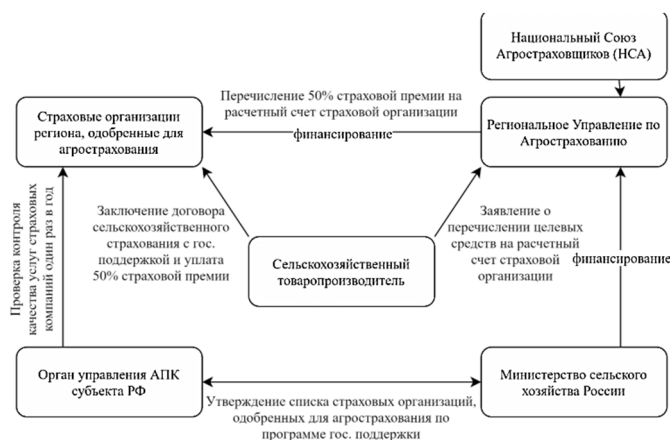 Национальный Союз
Агростраховщиков (НСА)
Перечисление 50% страховой премии на
расчетный счет страховой организации
финансирование
Страховые организации
региона, одобренные для
агрострахования
Региональное Управление по
Агрострахованию
Проверка контроля
качества услуг страховых
компаний один раз в год
Заключение договора
сельскохозяйственного
страхования с гос.
поддержкой и уплата
50% страховой премии
Сельскохозяйственный
товаропроизводитель
Заявление о
перечислении целевых
средств на расчетный
счет страховой
организации
финансирование
Орган управления АПК
субъекта РФ
Министерство сельского
хозяйства России
Утверждение списка страховых организаций,
одобренных для агрострахования по
программе гос. поддержки